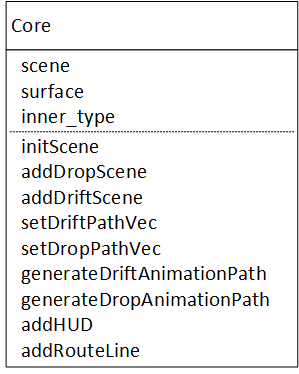 Core
scene
surface
inner_type
initScene
addDropScene
addDriftScene
setDriftPathVec
setDropPathVec
generateDriftAnimationPath
generateDropAnimationPath
addHUD
addRouteLine